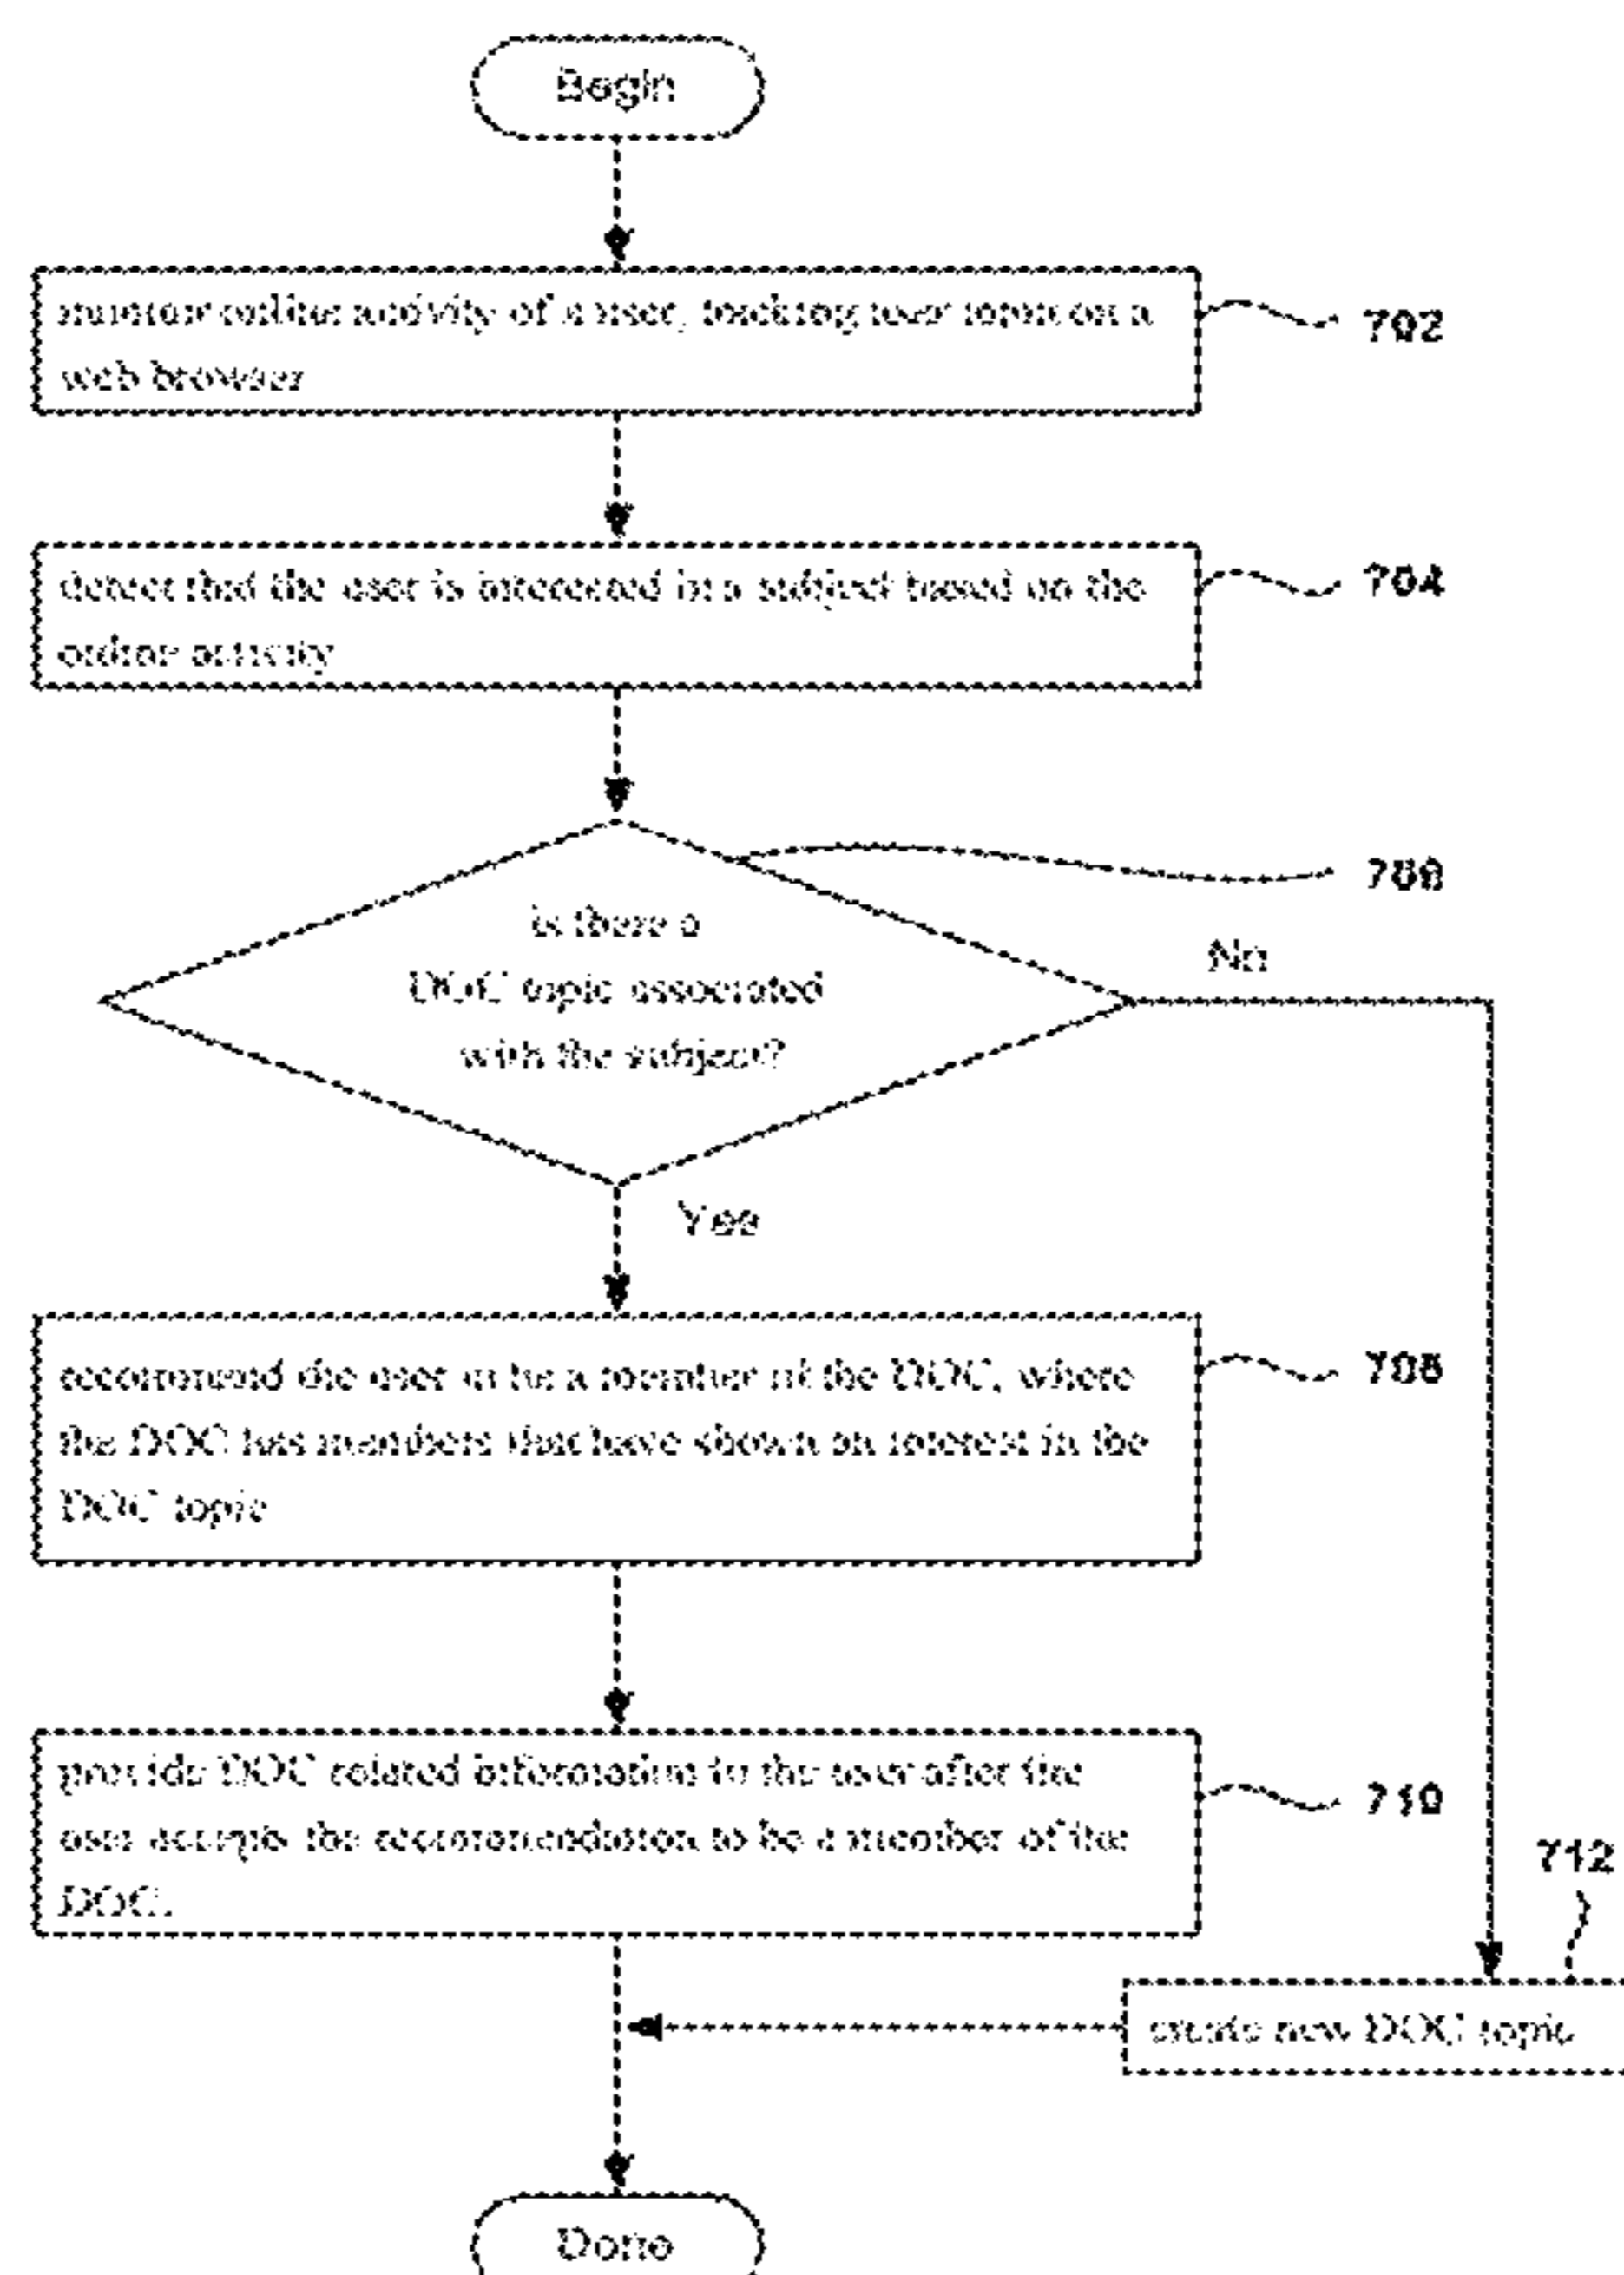 Begin
monitor online activity of a user, tracking user input on a
web browser
702
detect that the user is interested in a subject based on the
online activity
704
is there a
DOC topic associated
with the subject?
No
Yes
recommend the user to be a member of the DOC, where
the DOC has members that have shown an interest in the
DOC topic
provide DOC related information to the user after the
user accepts the recommendation to be a member of the
DOC.
710
712
create new DOC topic
Done